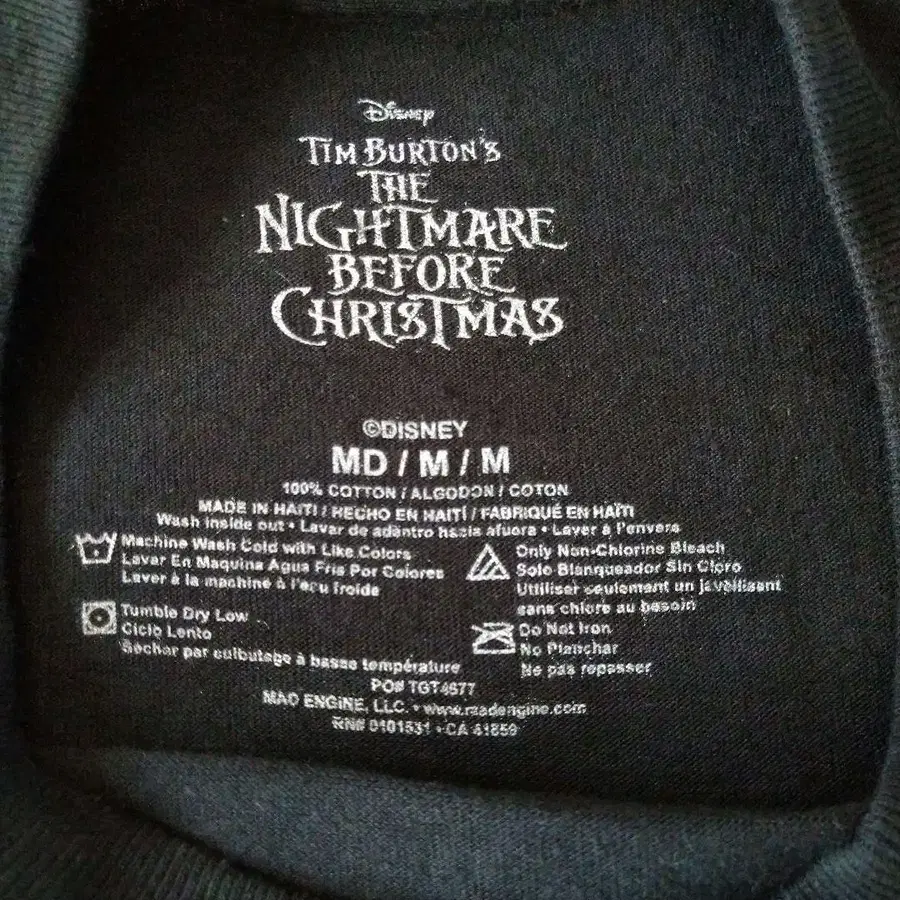 Disney
TIM BURTON'S
THE
NIGHTMARE
BEFORE
CHRISTMAS
©DISNEY
MD / M / M
100% COTTON / ALGODON / COTON
MADE IN HAITI / HECHO EN HAITÍ / FABRIQUÉ EN HAÏTI
Wash inside out • Lavar de adentro hacia afuera • Laver à l'envers
Machine Wash Cold with Like Colors
Lavar En Maquina Agua Fria Por Colores
Laver à la machine à l'eau froide
Only Non-Chlorine Bleach
Solo Blanqueador Sin Cloro
Utiliser seulement un javellisant
sans chlore au besoin
Tumble Dry Low
Ciclo Lento
Sécher par culbutage à basse température
Do Not Iron
No Planchar
Ne pas repasser
PO# TGT4677
MAD ENGINE, LLC. • www.madengine.com
RN# 0101531 • CA 41859